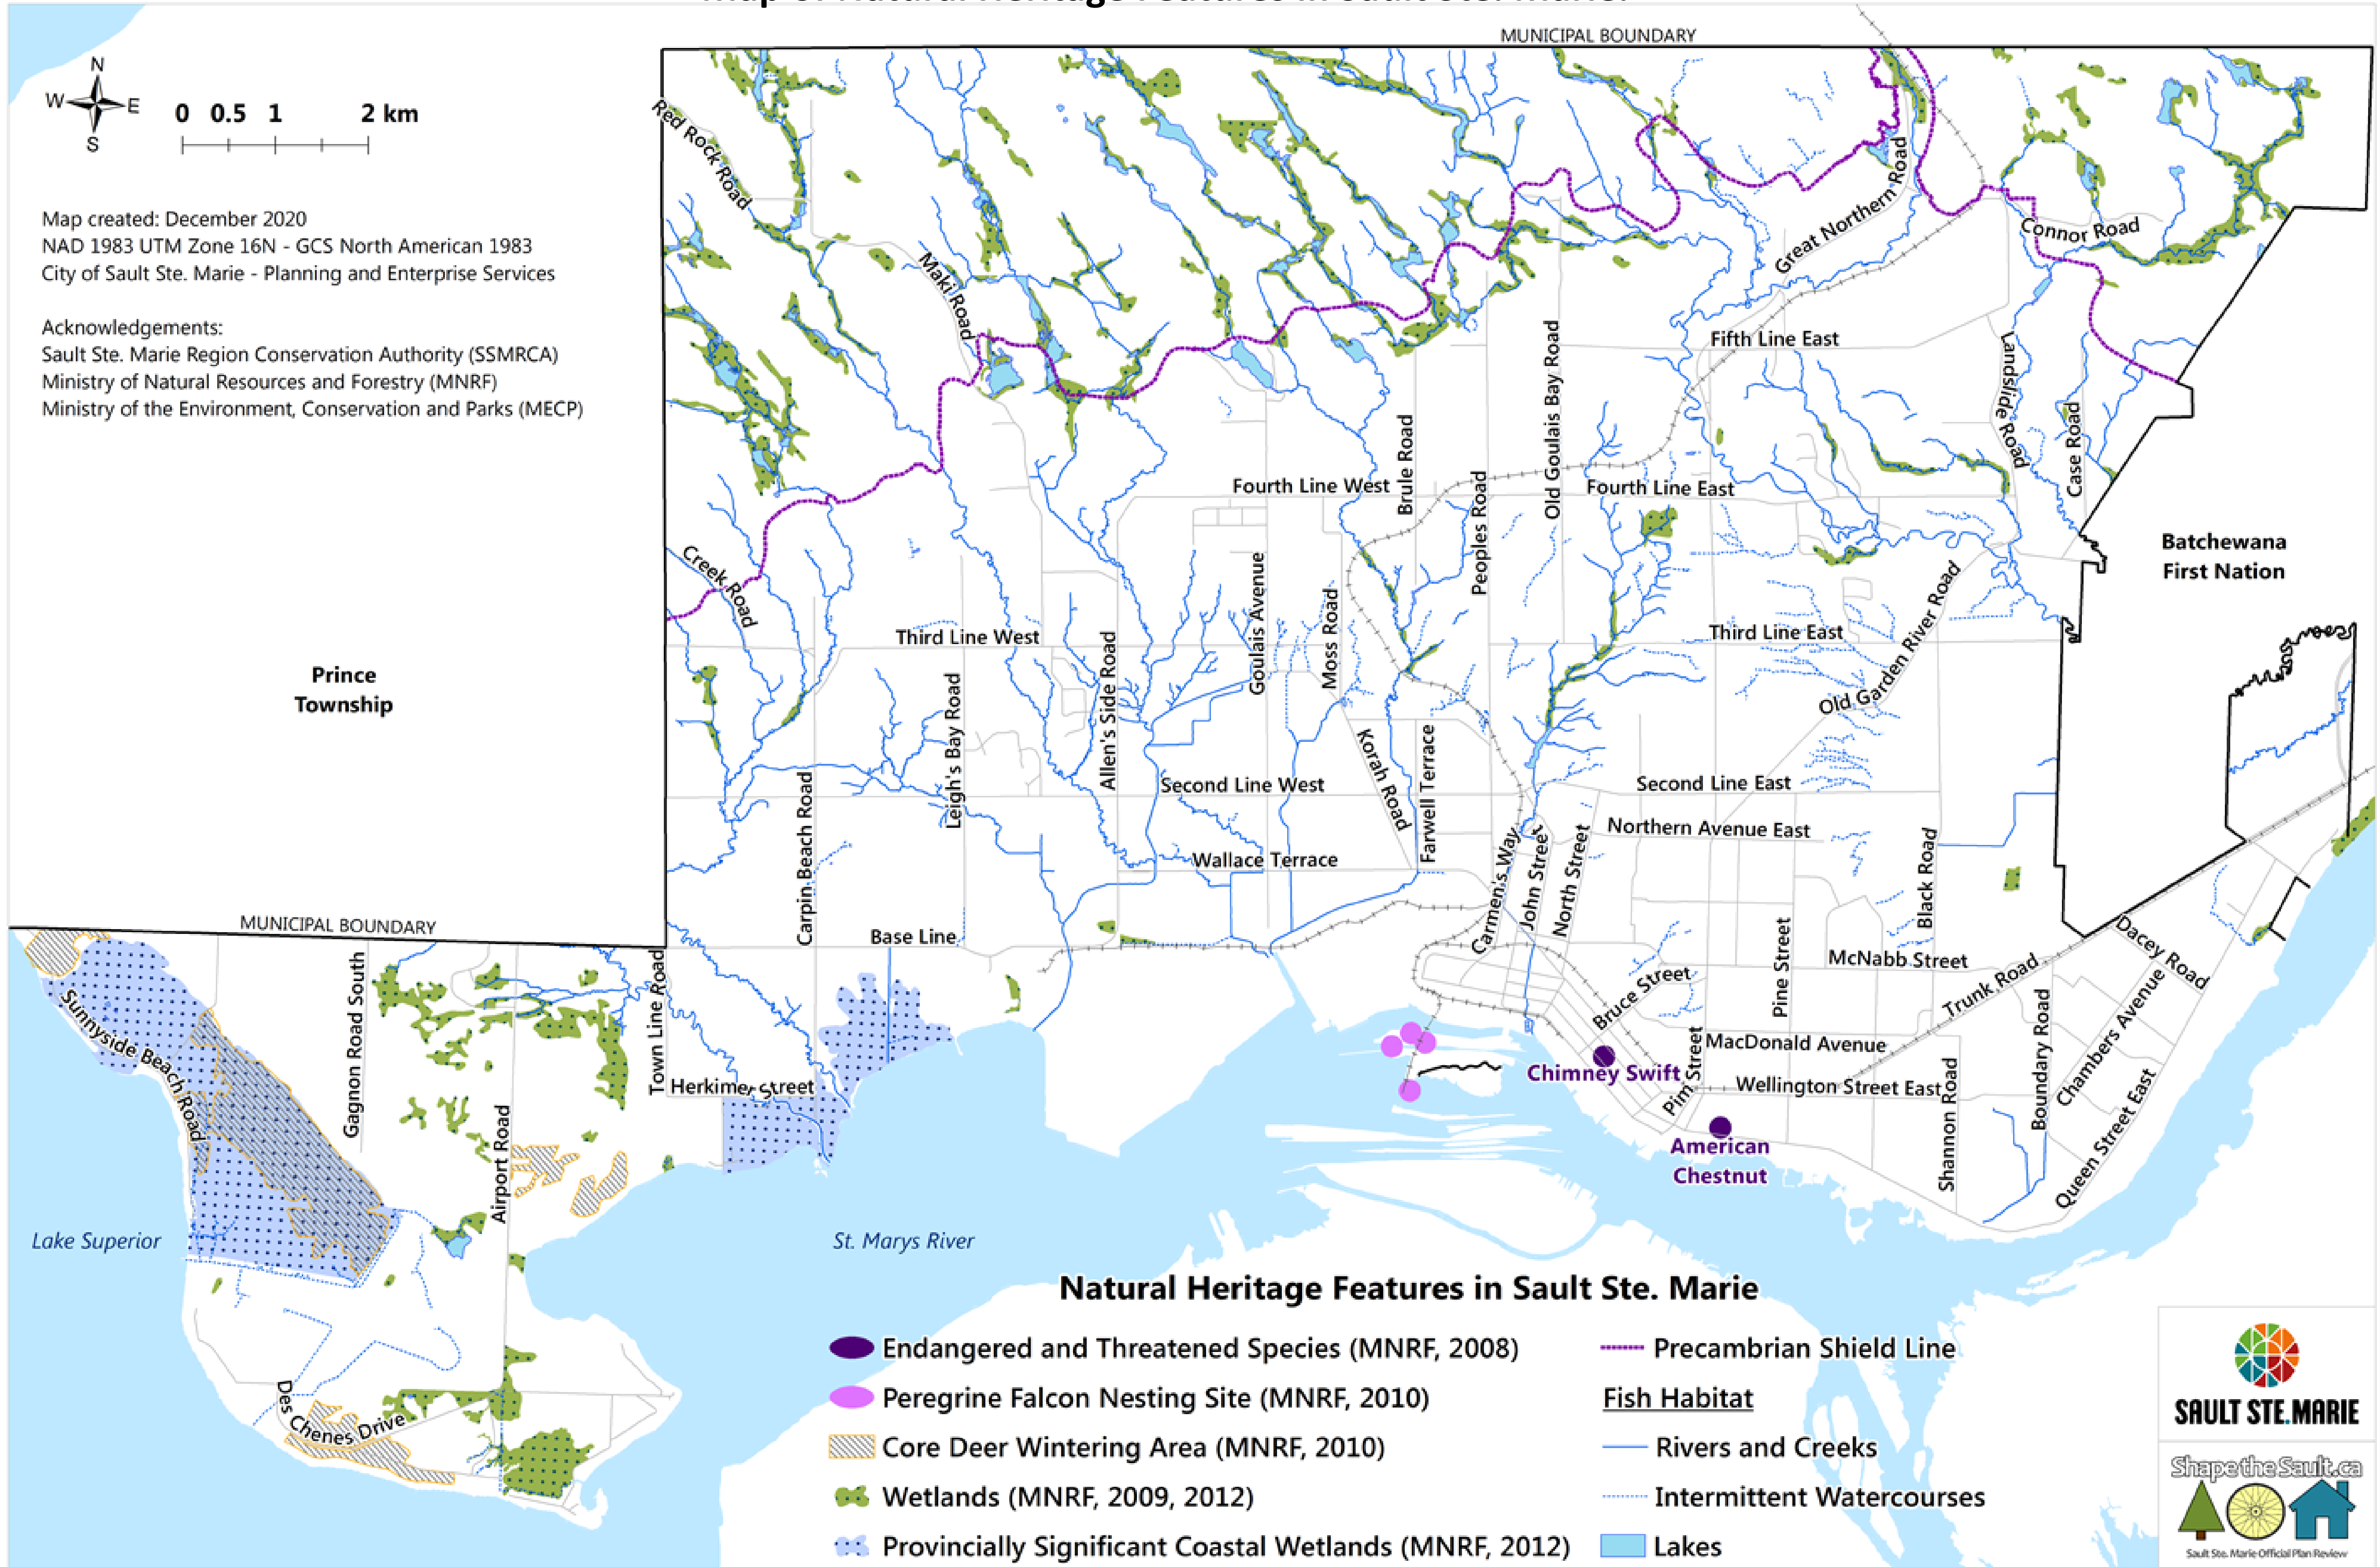 Map of Natural Heritage Features in Sault Ste. Marie.
MUNICIPAL BOUNDARY
N
W
E
S
0 0.5 1 2 km
Map created: December 2020
NAD 1983 UTM Zone 16N - GCS North American 1983
City of Sault Ste. Marie - Planning and Enterprise Services
Acknowledgements:
Sault Ste. Marie Region Conservation Authority (SSMRCA)
Ministry of Natural Resources and Forestry (MNRF)
Ministry of the Environment, Conservation and Parks (MECP)
Red Rock Road
Maki Road
Great Northern Road
Connor Road
Fifth Line East
Old Goulais Bay Road
Landslide Road
Case Road
Brule Road
Peoples Road
Fourth Line West
Fourth Line East
Batchewana
First Nation
Creek Road
Goulais Avenue
Moss Road
Third Line West
Third Line East
Old Garden River Road
Allen's Side Road
Leigh's Bay Road
Prince
Township
Korah Road
Farwell Terrace
Second Line West
Second Line East
Carpin Beach Road
Northern Avenue East
Wallace Terrace
Carmen's Way
John Street
North Street
Black Road
MUNICIPAL BOUNDARY
Base Line
Pine Street
McNabb Street
Dacey Road
Trunk Road
Bruce Street
Gagnon Road South
Town Line Road
Sunnyside Beach Road
Herkimer Street
Airport Road
Chimney Swift
Pim Street
MacDonald Avenue
Wellington Street East
Shannon Road
Boundary Road
Chambers Avenue
Queen Street East
American
Chestnut
Lake Superior
St. Marys River
Des Chenes Drive
Natural Heritage Features in Sault Ste. Marie
Endangered and Threatened Species (MNRF, 2008)
Peregrine Falcon Nesting Site (MNRF, 2010)
Core Deer Wintering Area (MNRF, 2010)
Wetlands (MNRF, 2009, 2012)
Provincially Significant Coastal Wetlands (MNRF, 2012)
Precambrian Shield Line
Fish Habitat
Rivers and Creeks
Intermittent Watercourses
Lakes
SAULT STE.MARIE
ShapetheSault.ca
Sault Ste. Marie Official Plan Review